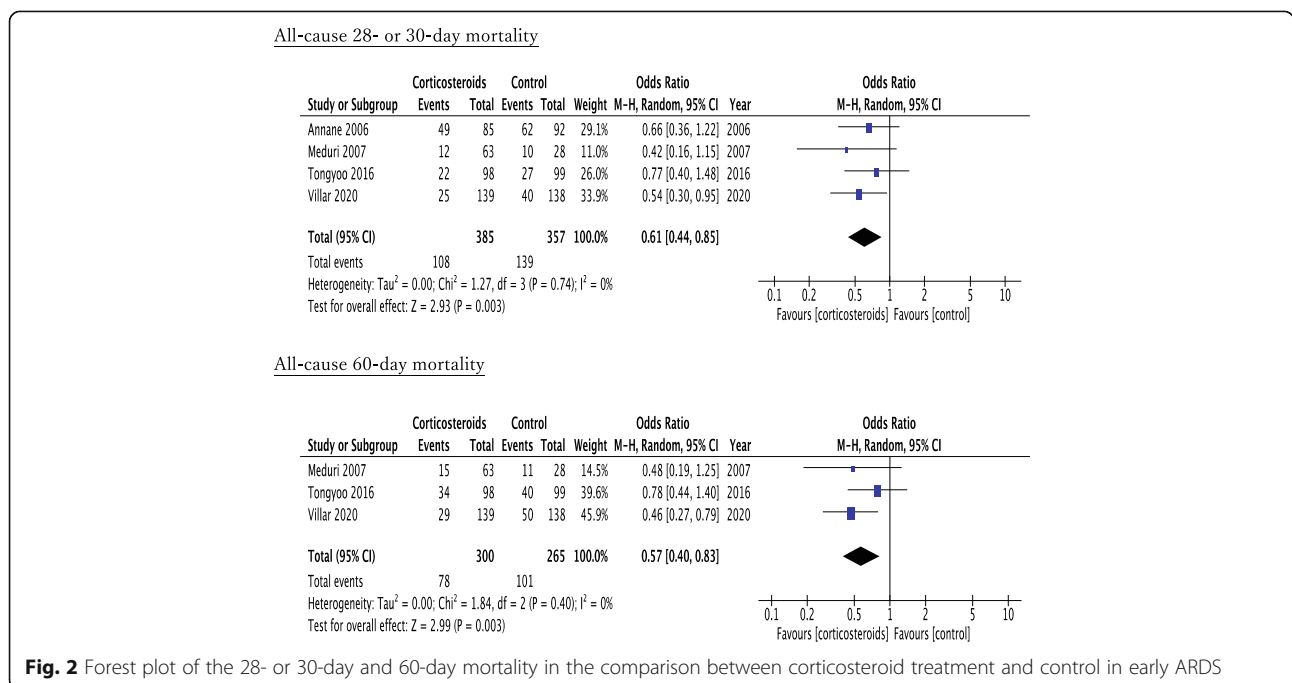 All-cause 28- or 30-day mortality
Corticosteroids Control Odds Ratio Odds Ratio
Study or Subgroup Events Total Events Total Weight M-H, Random, 95% CI Year M-H, Random, 95% CI
Annane 2006 49 85 62 92 29.1% 0.66 [0.36, 1.22] 2006
Meduri 2007 12 63 10 28 11.0% 0.42 [0.16, 1.15] 2007
Tongyoo 2016 22 98 27 99 26.0% 0.77 [0.40, 1.48] 2016
Villar 2020 25 139 40 138 33.9% 0.54 [0.30, 0.95] 2020
Total (95% CI) 385 357 100.0% 0.61 [0.44, 0.85]
Total events 108 139
Heterogeneity: Tau² = 0.00; Chi² = 1.27, df = 3 (P = 0.74); I² = 0%
Test for overall effect: Z = 2.93 (P = 0.003)
0.1 0.2 0.5 1 2 5 10
Favours [corticosteroids] Favours [control]
All-cause 60-day mortality
Corticosteroids Control Odds Ratio Odds Ratio
Study or Subgroup Events Total Events Total Weight M-H, Random, 95% CI Year M-H, Random, 95% CI
Meduri 2007 15 63 11 28 14.5% 0.48 [0.19, 1.25] 2007
Tongyoo 2016 34 98 40 99 39.6% 0.78 [0.44, 1.40] 2016
Villar 2020 29 139 50 138 45.9% 0.46 [0.27, 0.79] 2020
Total (95% CI) 300 265 100.0% 0.57 [0.40, 0.83]
Total events 78 101
Heterogeneity: Tau² = 0.00; Chi² = 1.84, df = 2 (P = 0.40); I² = 0%
Test for overall effect: Z = 2.99 (P = 0.003)
0.1 0.2 0.5 1 2 5 10
Favours [corticosteroids] Favours [control]
Fig. 2 Forest plot of the 28- or 30-day and 60-day mortality in the comparison between corticosteroid treatment and control in early ARDS